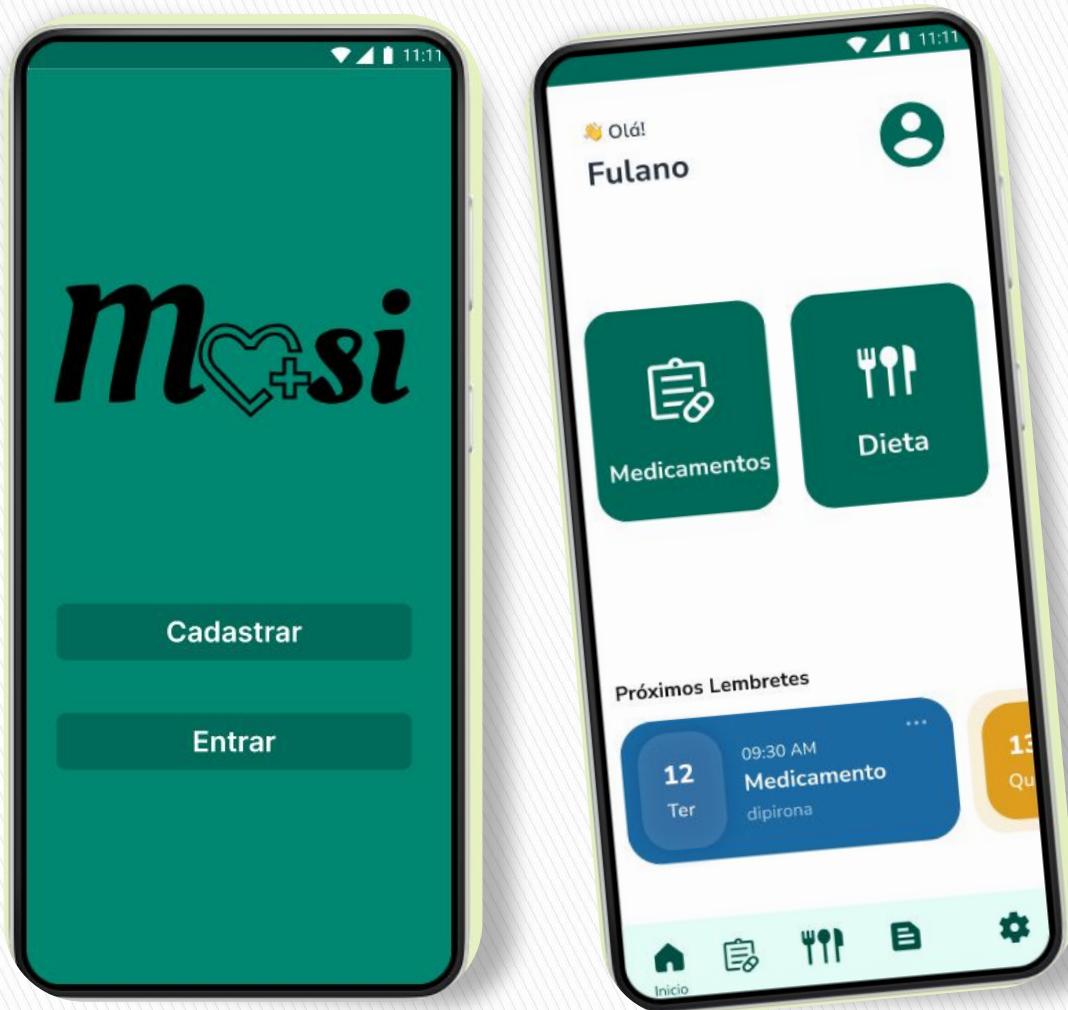 11:11
Mosi
Cadastrar
Entrar
11:11
👋 Olá!
Fulano
Medicamentos
Dieta
Próximos Lembretes
09:30 AM
12
Medicamento
Ter
dipirona
13
Qu
Inicio